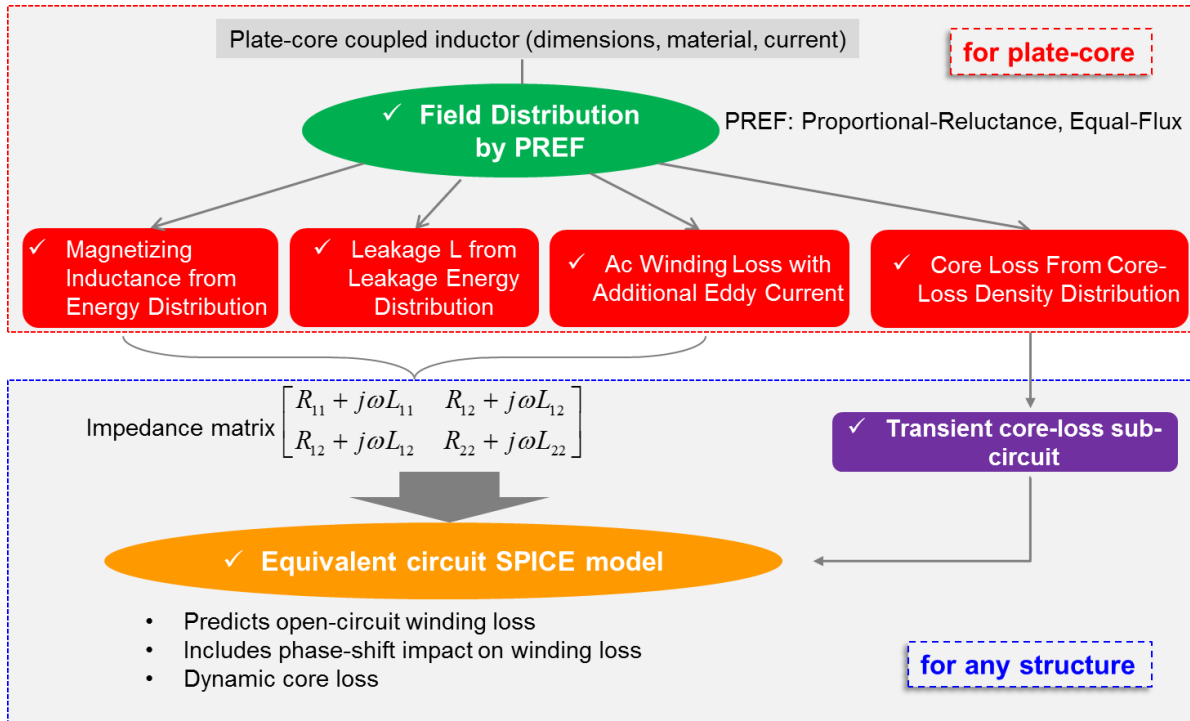 Plate-core coupled inductor (dimensions, material, current)
for plate-core
✓ Field Distribution
by PREF
PREF: Proportional-Reluctance, Equal-Flux
✓ Magnetizing
Inductance from
Energy Distribution
✓ Leakage L from
Leakage Energy
Distribution
✓ Ac Winding Loss with
Additional Eddy Current
✓ Core Loss From Core-
Loss Density Distribution
Impedance matrix
R₁₁ + jωL₁₁ R₁₂ + jωL₁₂
R₁₂ + jωL₁₂ R₂₂ + jωL₂₂
✓ Transient core-loss sub-
circuit
✓ Equivalent circuit SPICE model
• Predicts open-circuit winding loss
• Includes phase-shift impact on winding loss
• Dynamic core loss
for any structure